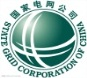 国家电网公司
STATE GRID CORPORATION OF CHINA